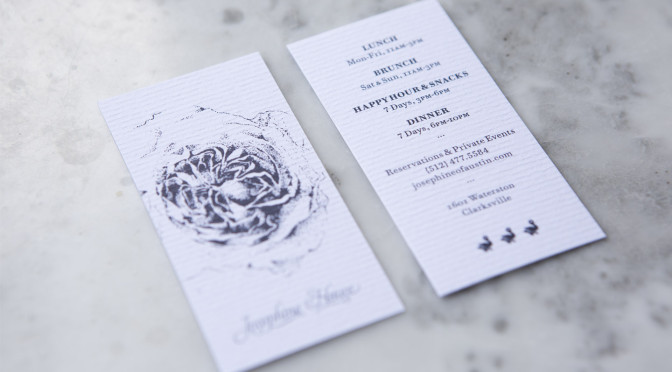 Josephine House
LUNCH
Mon-Fri, 11AM-3PM
BRUNCH
Sat & Sun, 11AM-3PM
HAPPY HOUR & SNACKS
7 Days, 3PM-6PM
DINNER
7 Days, 6PM-10PM
...
Reservations & Private Events
(512) 477.5584
josephineofaustin.com
...
1601 Waterston
Clarksville